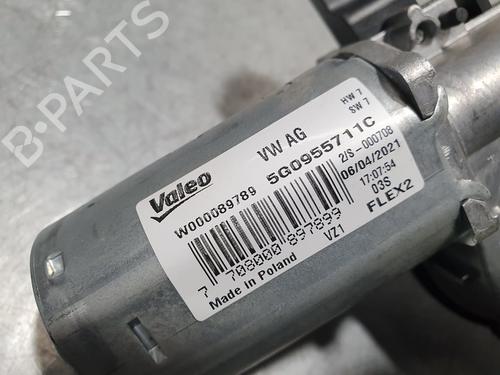 B-PARTS
HW 7
SW 7
Valeo
VW AG
W000089789
5G0955711C
2/S-000708
06/04/2021
17:07:54
03S
FLEX2
7 708000 897899
VZ1
Made in Poland